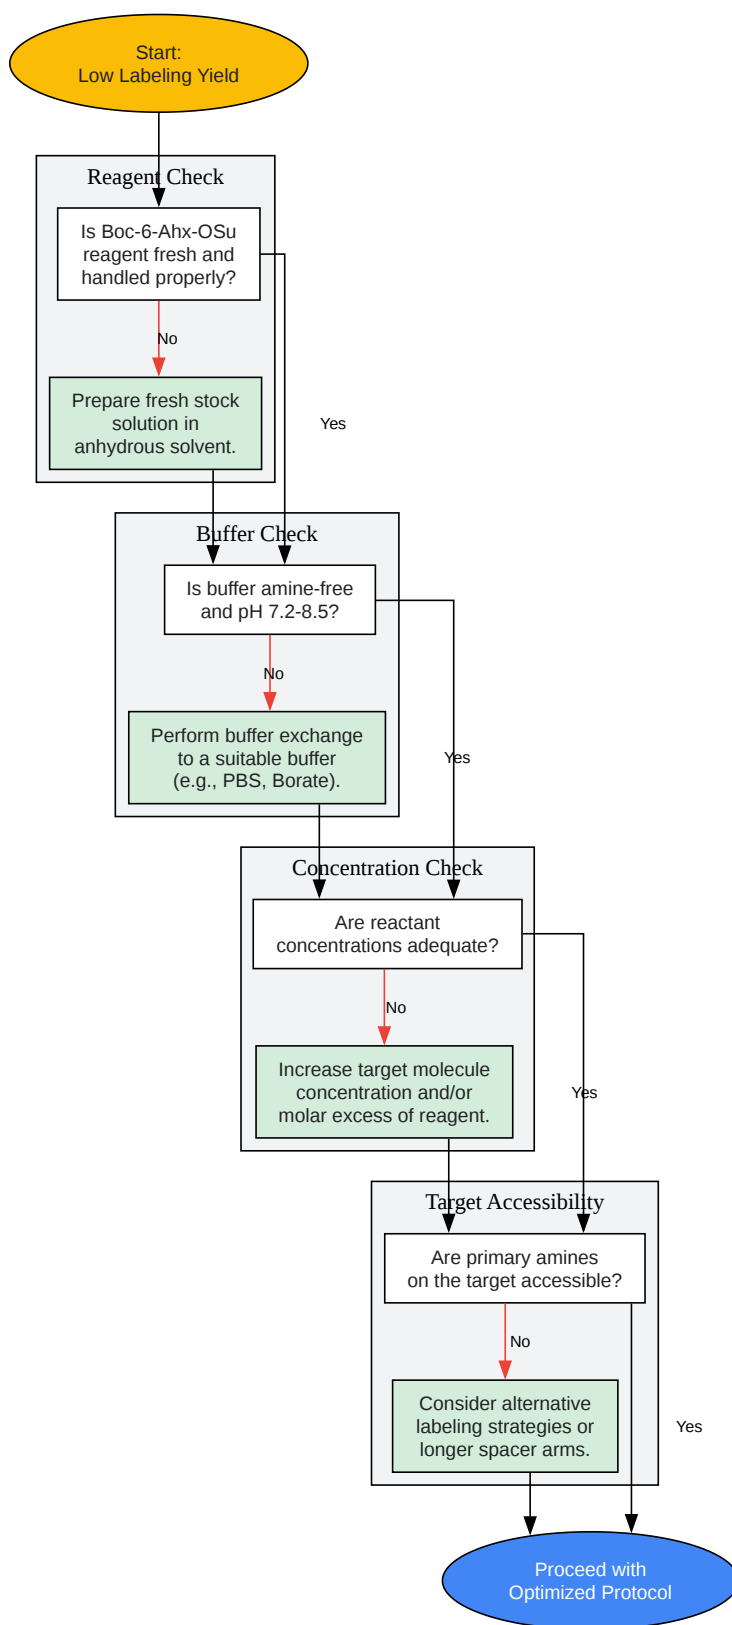 Start:
Low Labeling Yield
Reagent Check
Is Boc-6-Ahx-OSu
reagent fresh and
handled properly?
No
Prepare fresh stock
solution in
anhydrous solvent.
Yes
Buffer Check
Is buffer amine-free
and pH 7.2-8.5?
No
Perform buffer exchange
to a suitable buffer
(e.g., PBS, Borate).
Yes
Concentration Check
Are reactant
concentrations adequate?
No
Increase target molecule
concentration and/or
molar excess of reagent.
Yes
Target Accessibility
Are primary amines
on the target accessible?
No
Consider alternative
labeling strategies or
longer spacer arms.
Yes
Proceed with
Optimized Protocol